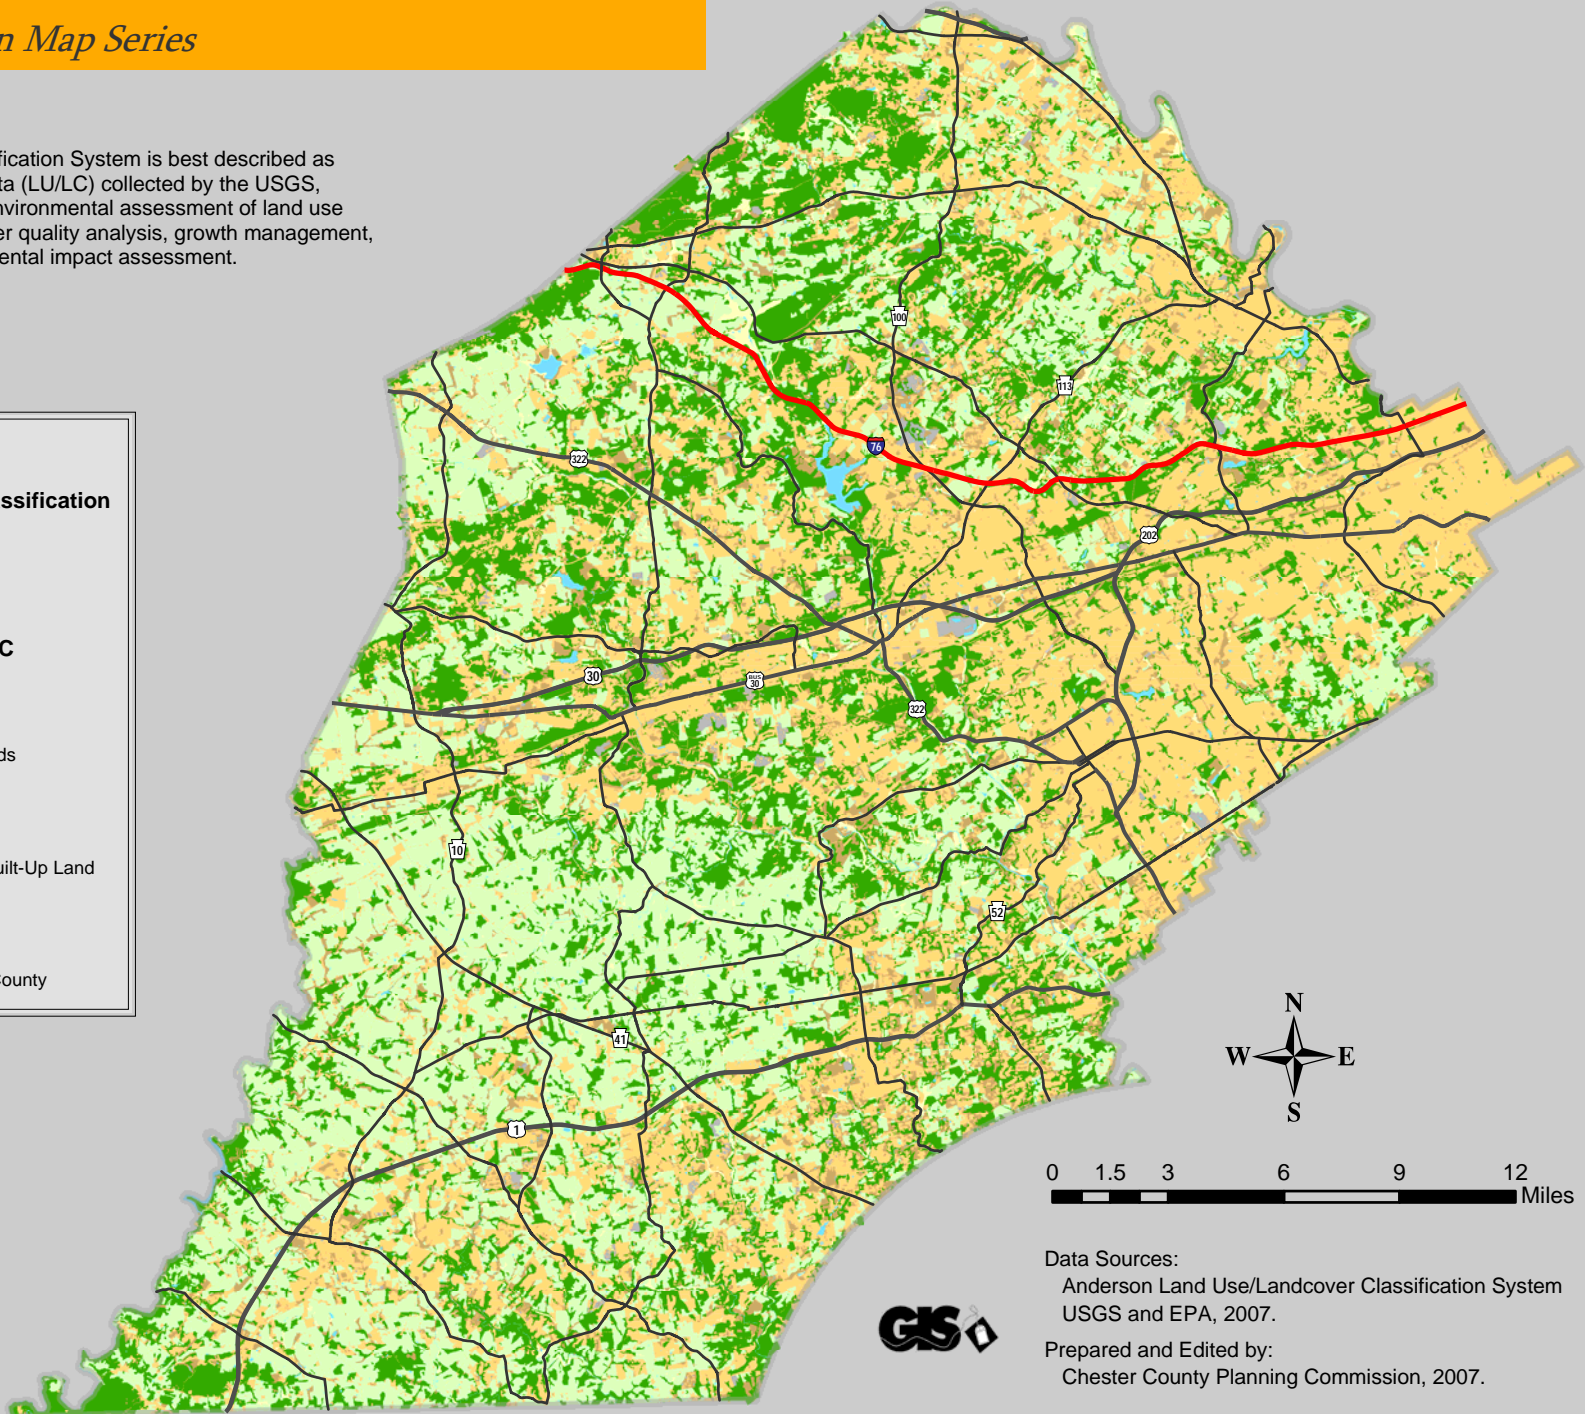 n Map Series
fication System is best described as
ta (LU/LC) collected by the USGS,
nvironmental assessment of land use
er quality analysis, growth management,
ental impact assessment.
ssification
C
ds
uilt-Up Land
County
100
113
76
322
202
30
BUS 30
322
10
52
41
1
N
W E
S
0 1.5 3 6 9 12
Miles
Data Sources:
Anderson Land Use/Landcover Classification System
USGS and EPA, 2007.
Prepared and Edited by:
Chester County Planning Commission, 2007.
GIS